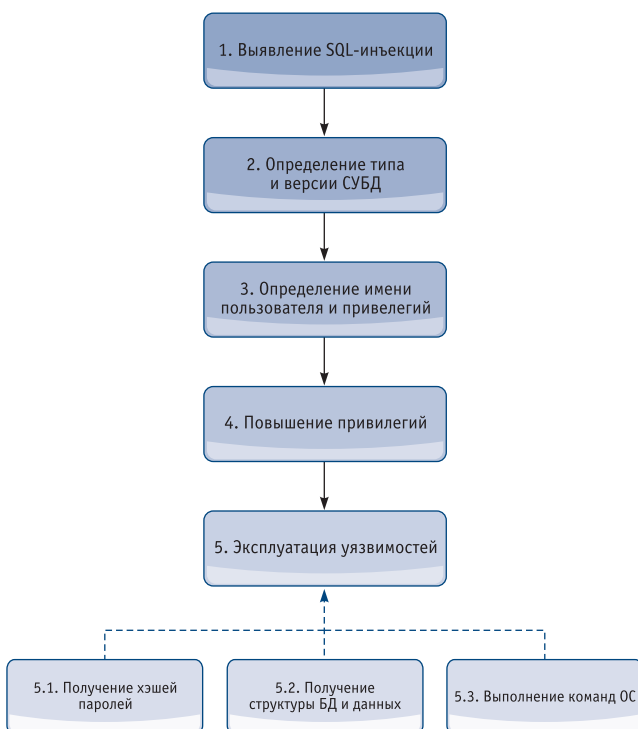 1. Выявление SQL-инъекции
2. Определение типа
и версии СУБД
3. Определение имени
пользователя и привелегий
4. Повышение привилегий
5. Эксплуатация уязвимостей
5.1. Получение хэшей
паролей
5.2. Получение
структуры БД и данных
5.3. Выполнение команд ОС